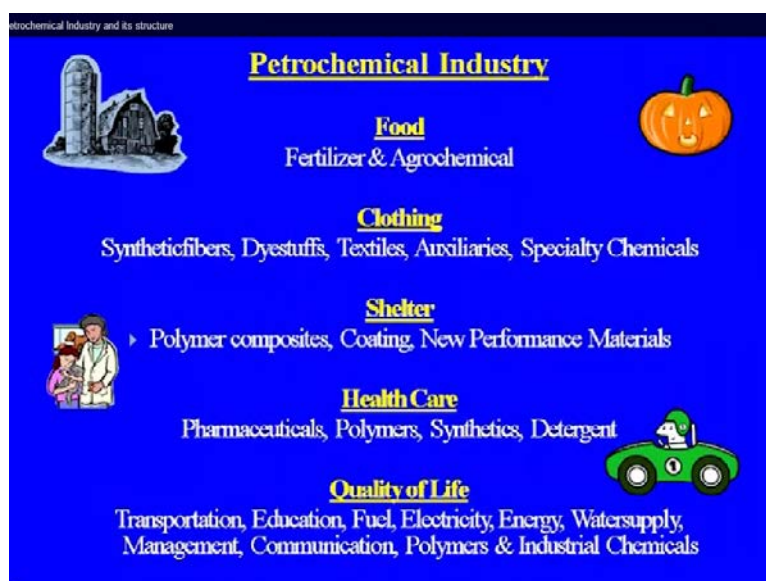 etrochemical Industry and its structure
Petrochemical Industry
Food
Fertilizer & Agrochemical
Clothing
Syntheticfibers, Dyestuffs, Textiles, Auxiliaries, Specialty Chemicals
Shelter
Polymer composites, Coating, New Performance Materials
Health Care
Pharmaceuticals, Polymers, Synthetics, Detergent
1
Quality of Life
Transportation, Education, Fuel, Electricity, Energy, Watersupply,
Management, Communication, Polymers & Industrial Chemicals